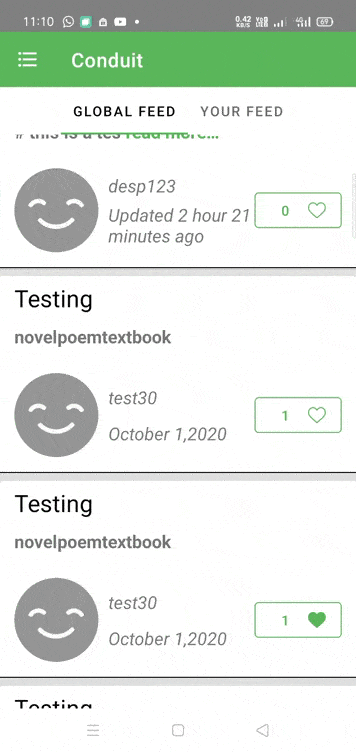 11:10
0.42 KB/S
4G
69
Conduit
GLOBAL FEED YOUR FEED
# this is a tes read more...
desp123
Updated 2 hour 21
minutes ago
0
Testing
novelpoemtextbook
test30
October 1,2020
1
Testing
novelpoemtextbook
test30
October 1,2020
1
Testing